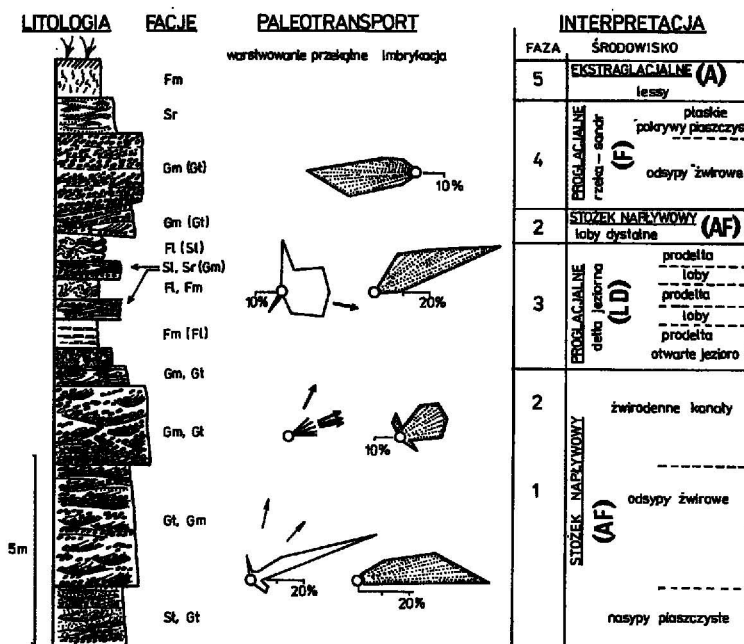 LITOLOGIA FACJE PALEOTRANSPORT INTERPRETACJA
warstwowanie przekątne imbrykacja
FAZA ŚRODOWISKO
Fm
5 EKSTRAGLACJALNE (A)
lessy
Sr
płaskie
pokrywy piaszczyste
4 PROGLACJALNE
rzeka – sandr
(F)
Gm (Gt)
10%
odsypy żwirowe
Gm (Gt)
2 STOŻEK NAPŁYWOWY (AF)
loby dystalne
Fl (Sl)
Sl, Sr (Gm)
Fl, Fm
10%
20%
3 PROGLACJALNE
delta jeziorna
(LD)
prodelta
loby
prodelta
loby
prodelta
otwarte jezioro
Fm (Fl)
Gm, Gt
Gm, Gt
10%
2 żwirodenne kanały
1 STOŻEK NAPŁYWOWY
(AF)
odsypy żwirowe
5m
Gt, Gm
20%
20%
St, Gt
nasypy piaszczyste